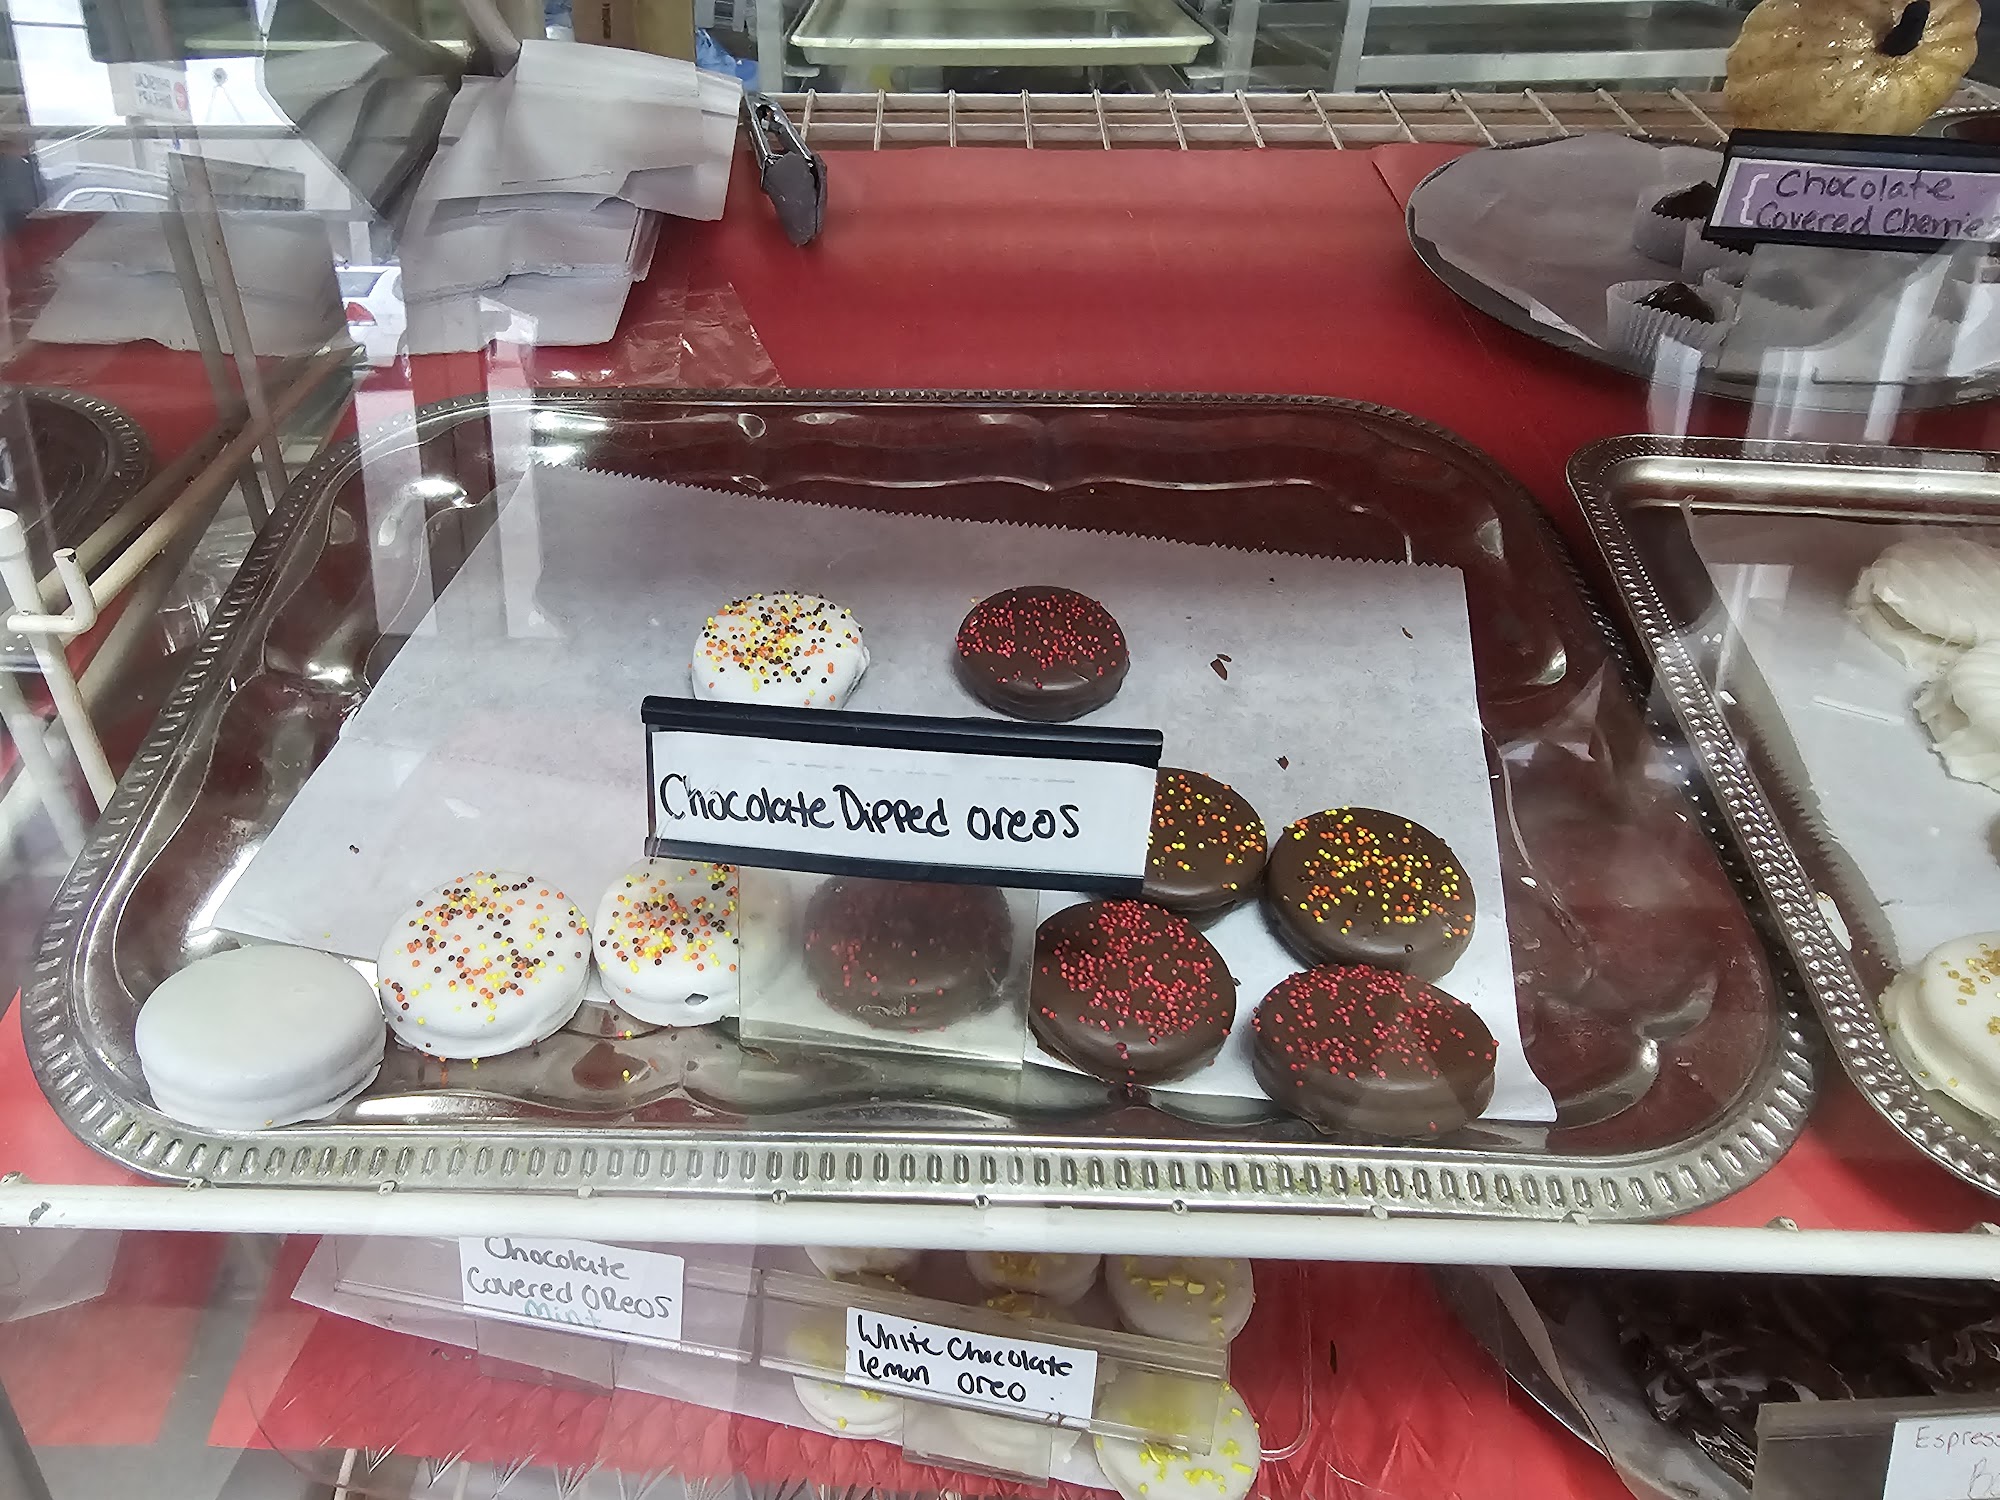 Chocolate
Covered Cherries
Chocolate Dipped Oreos
Chocolate
Covered OReos
Mint
White Chocolate
lemon Oreo